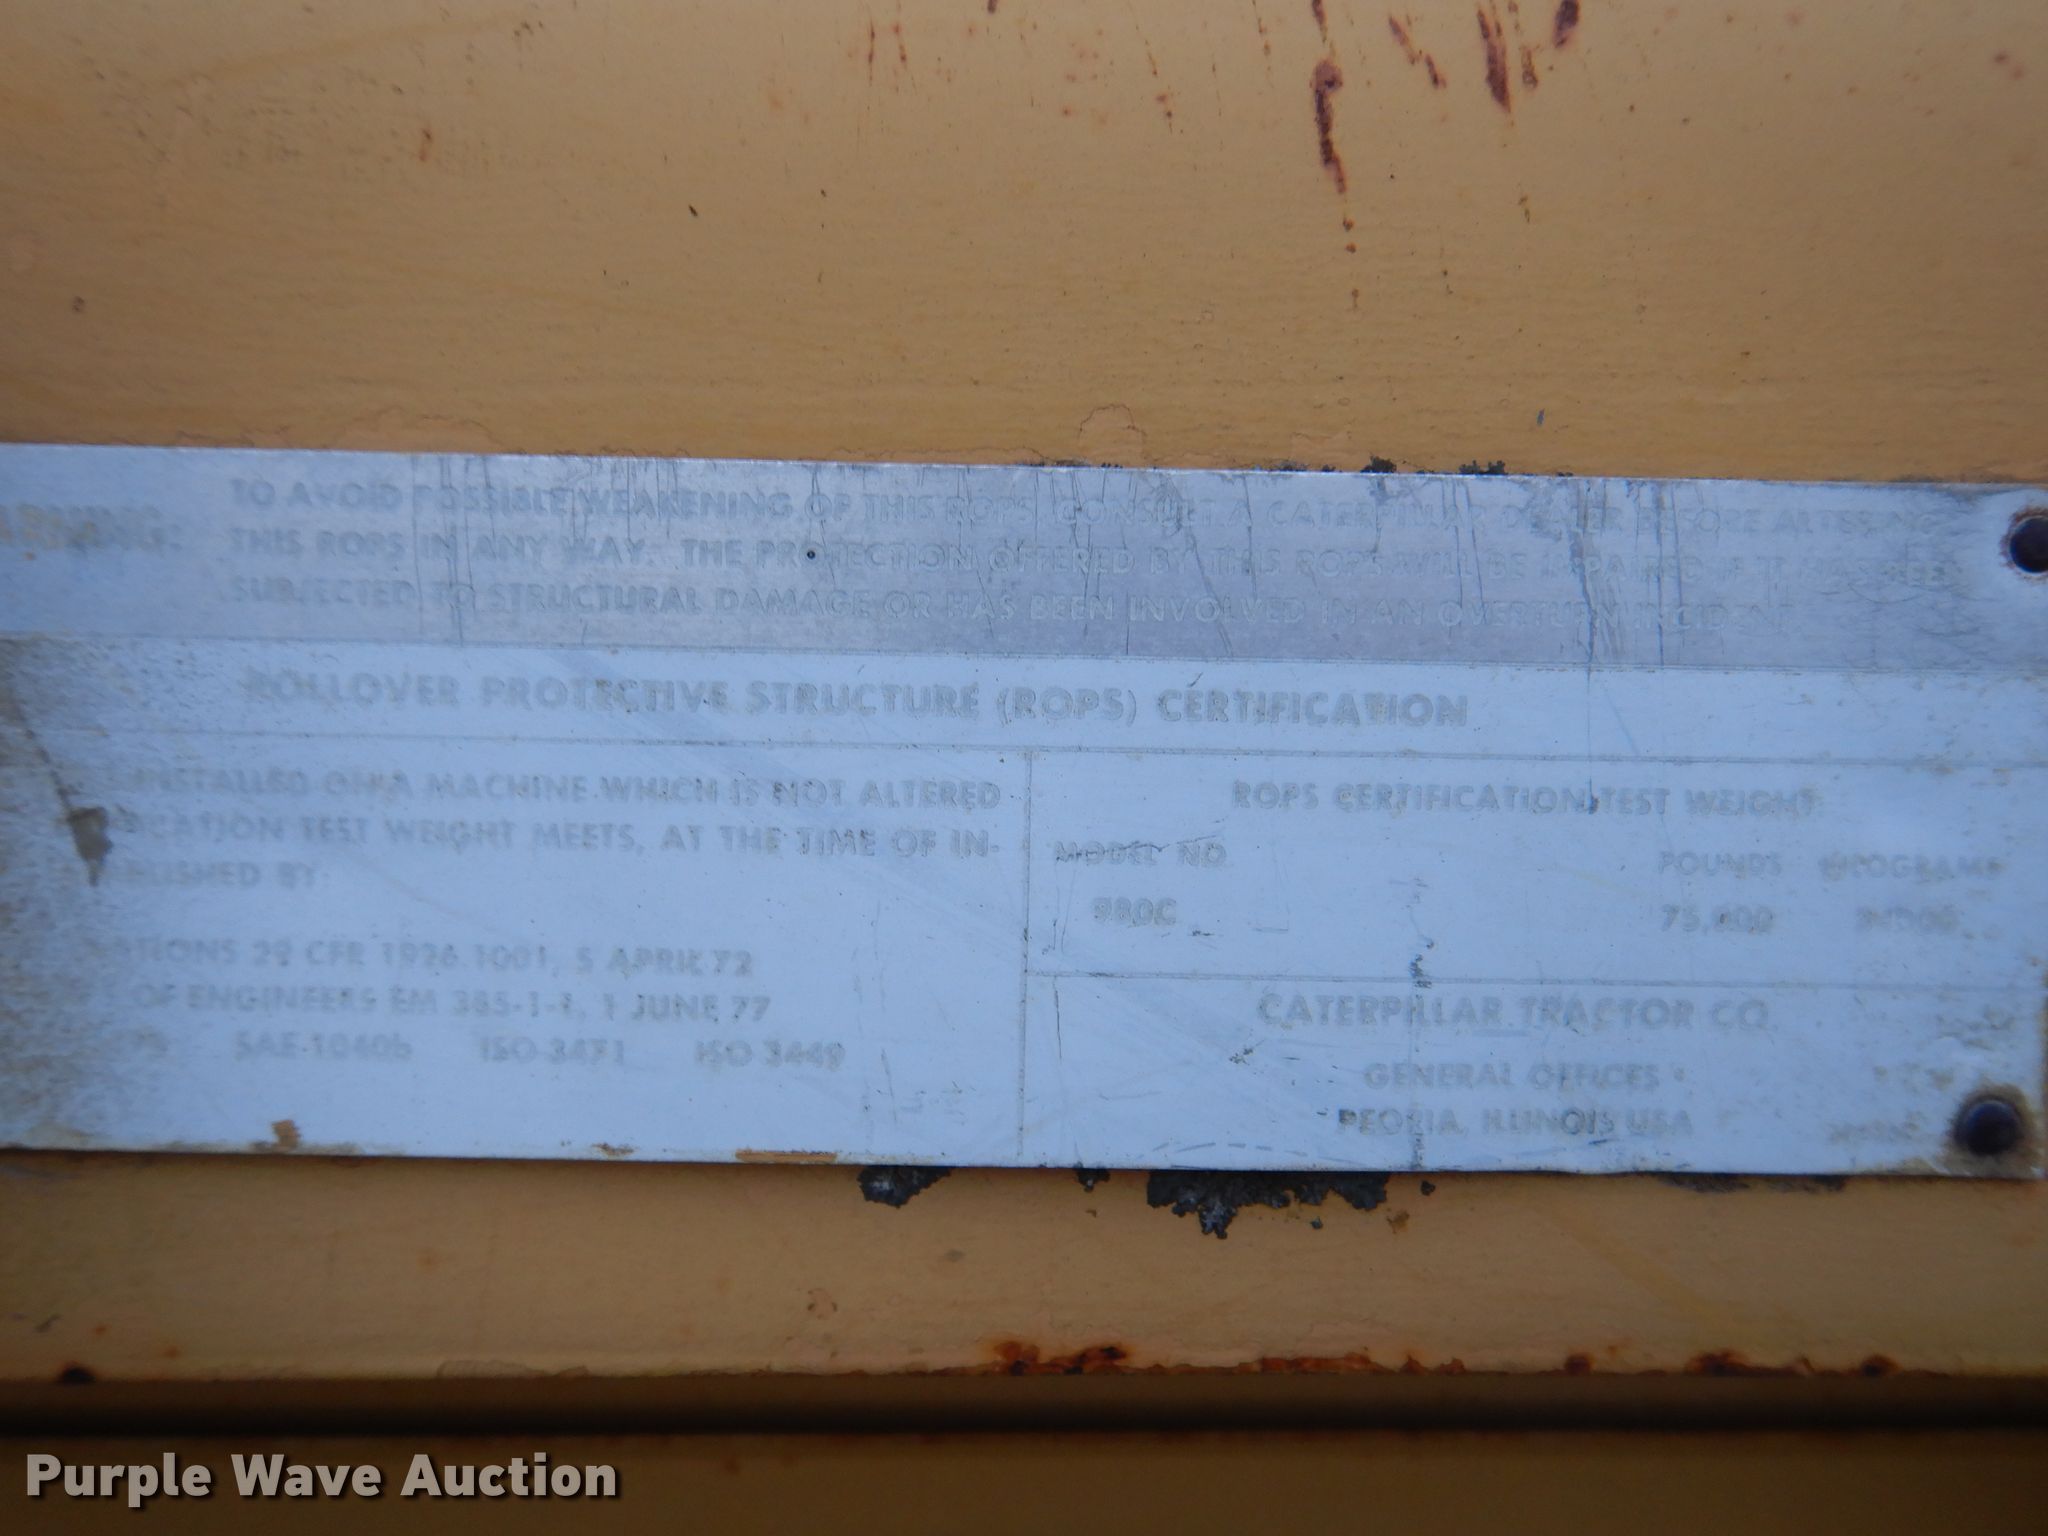 TO AVOID POSSIBLE WEAKENING OF THIS ROPS, CONSULT A CATERPILLAR DEALER BEFORE ALTERING
THIS ROPS IN ANY WAY. THE PROTECTION OFFERED BY THIS ROPS WILL BE IMPAIRED IF IT HAS BEEN
SUBJECTED TO STRUCTURAL DAMAGE OR HAS BEEN INVOLVED IN AN OVERTURN INCIDENT
ROLLOVER PROTECTIVE STRUCTURE (ROPS) CERTIFICATION
INSTALLED ON A MACHINE WHICH IS NOT ALTERED
ICATION TEST WEIGHT MEETS, AT THE TIME OF IN-
BLISHED BY:
ATIONS 29 CFR 1926.1001, 5 APRIL 72
OF ENGINEERS EM 385-1-1, 1 JUNE 77
SAE-1040b ISO-3471 ISO-3449
ROPS CERTIFICATION TEST WEIGHT
MODEL NO. POUNDS KILOGRAMS
980C 75,000
CATERPILLAR TRACTOR CO.
GENERAL OFFICES
PEORIA, ILLINOIS USA
Purple Wave Auction